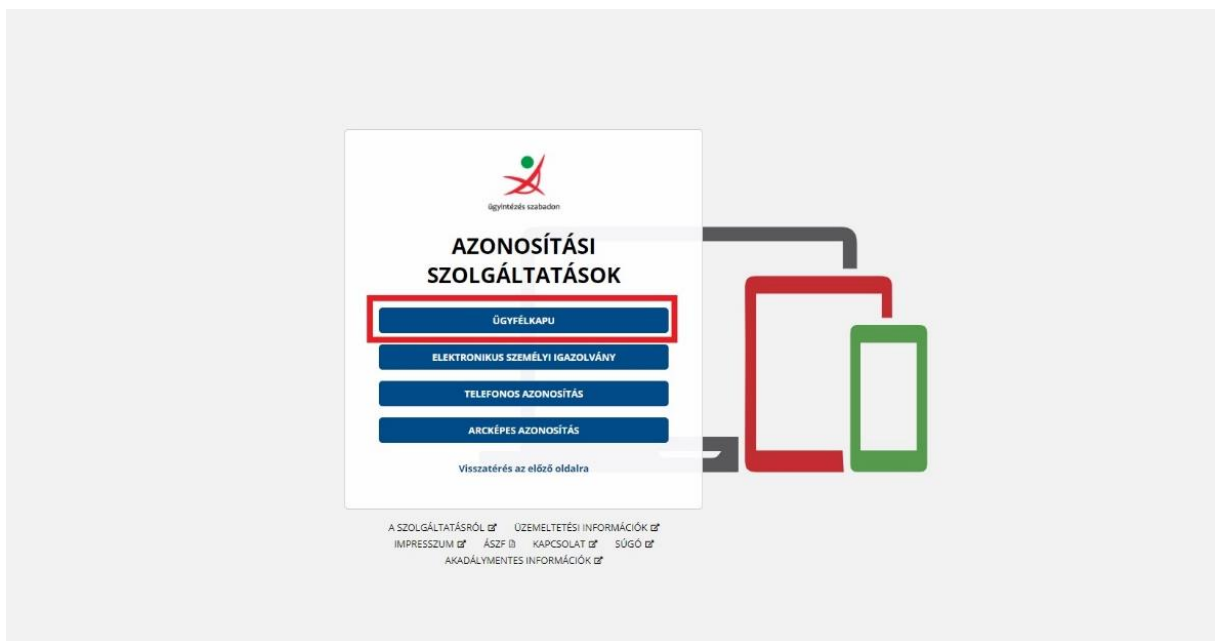 ügyintézés szabadon
AZONOSÍTÁSI
SZOLGÁLTATÁSOK
ÜGYFÉLKAPU
ELEKTRONIKUS SZEMÉLYI IGAZOLVÁNY
TELEFONOS AZONOSÍTÁS
ARCKÉPES AZONOSÍTÁS
Visszatérés az előző oldalra
A SZOLGÁLTATÁSRÓL ÜZEMELTETÉSI INFORMÁCIÓK
IMPRESSZUM ÁSZF KAPCSOLAT SÚGÓ
AKADÁLYMENTES INFORMÁCIÓK